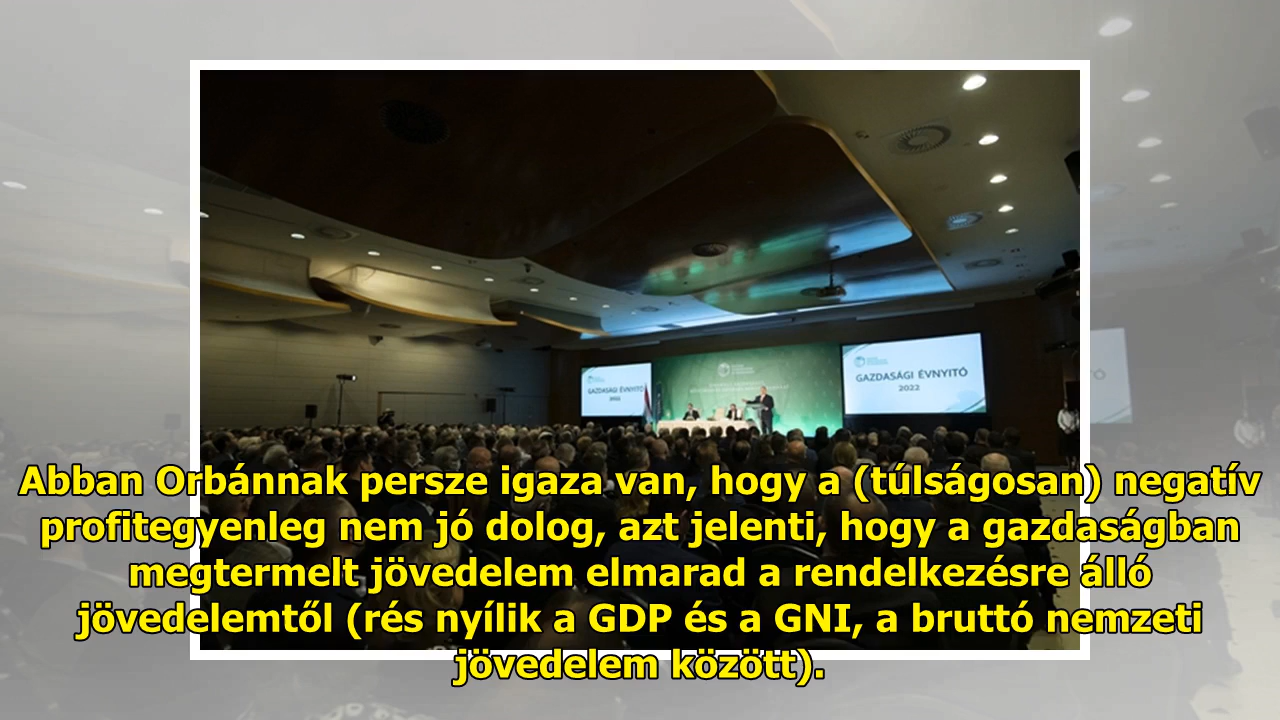 GAZDASÁGI ÉVNYITÓ
2022
GAZDASÁGI ÉVNYITÓ
2022
Abban Orbánnak persze igaza van, hogy a (túlságosan) negatív
profitegyenleg nem jó dolog, azt jelenti, hogy a gazdaságban
megtermelt jövedelem elmarad a rendelkezésre álló
jövedelemtől (rés nyílik a GDP és a GNI, a bruttó nemzeti
jövedelem között).